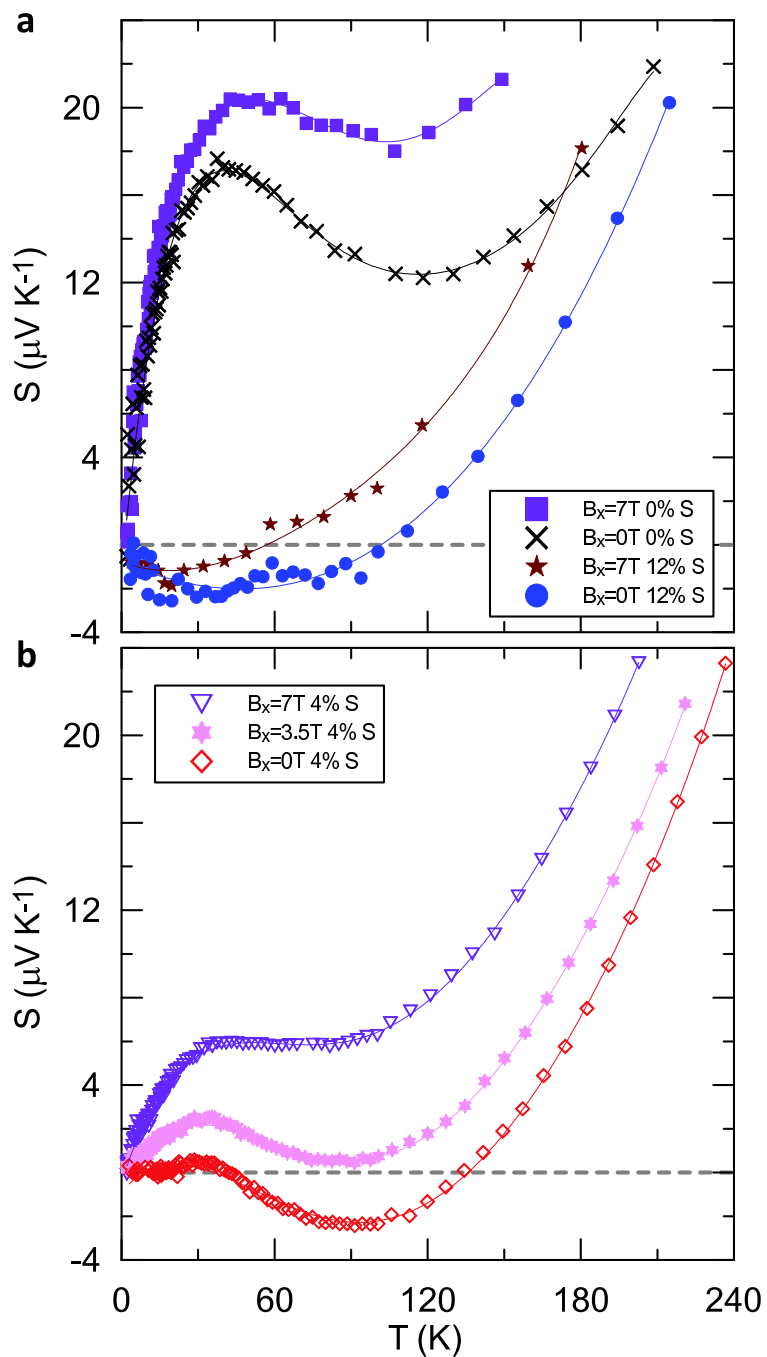 a
20
12
4
-4
S (µV K-1)
Bx=7T 0% S
Bx=0T 0% S
Bx=7T 12% S
Bx=0T 12% S
b
Bx=7T 4% S
Bx=3.5T 4% S
Bx=0T 4% S
20
12
4
-4
S (µV K-1)
0
60
120
180
240
T (K)